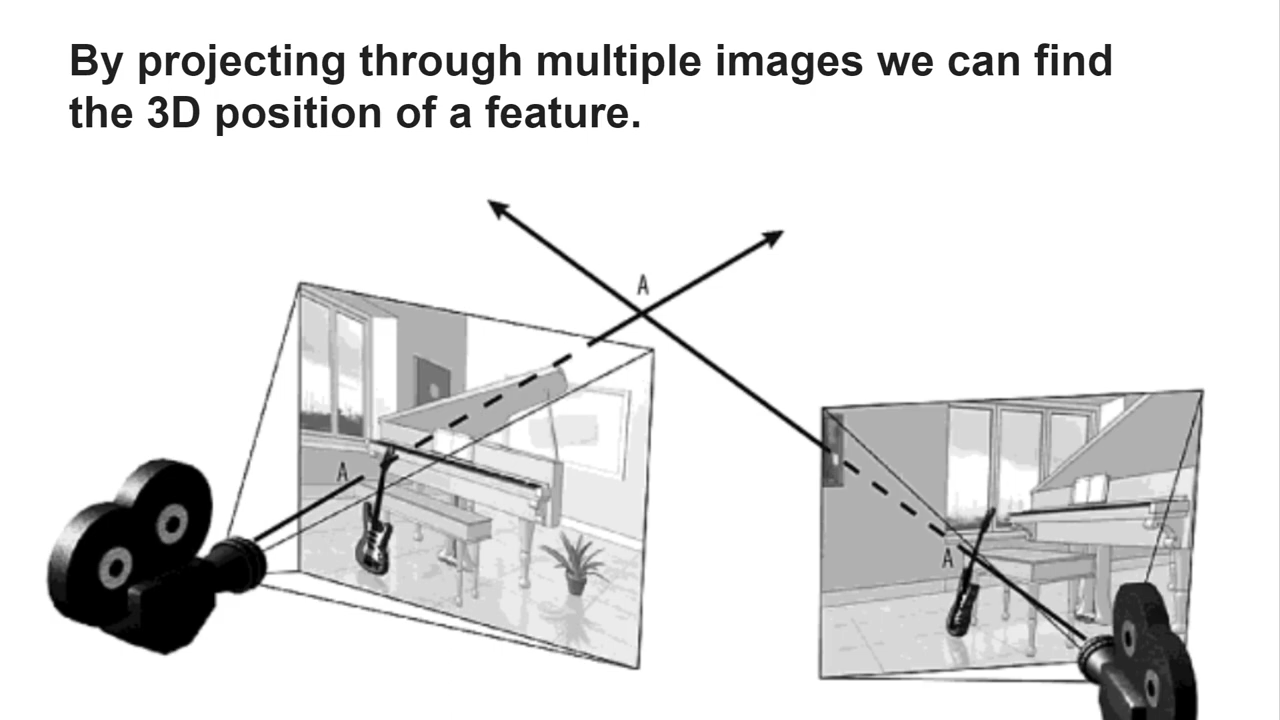 By projecting through multiple images we can find
the 3D position of a feature.
A
A
A